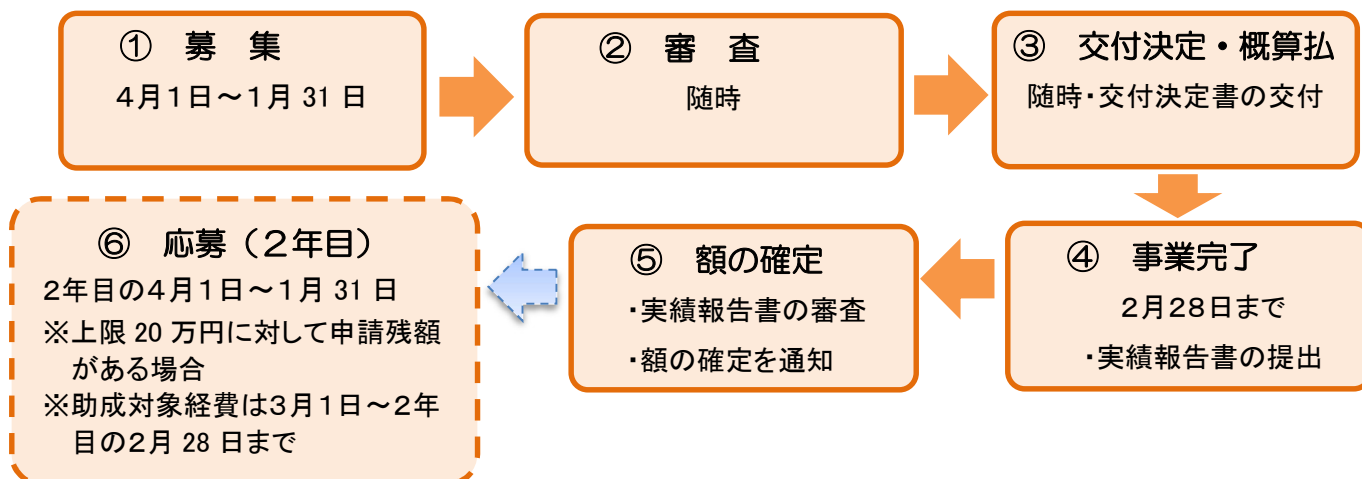 ① 募 集
４月１日～１月 31 日
② 審 査
随時
③ 交付決定・概算払
随時・交付決定書の交付
④ 事業完了
２月２８日まで
・実績報告書の提出
⑤ 額の確定
・実績報告書の審査
・額の確定を通知
⑥ 応募（２年目）
２年目の４月１日～１月 31 日
※上限 20 万円に対して申請残額
がある場合
※助成対象経費は３月１日～２年
目の２月 28 日まで